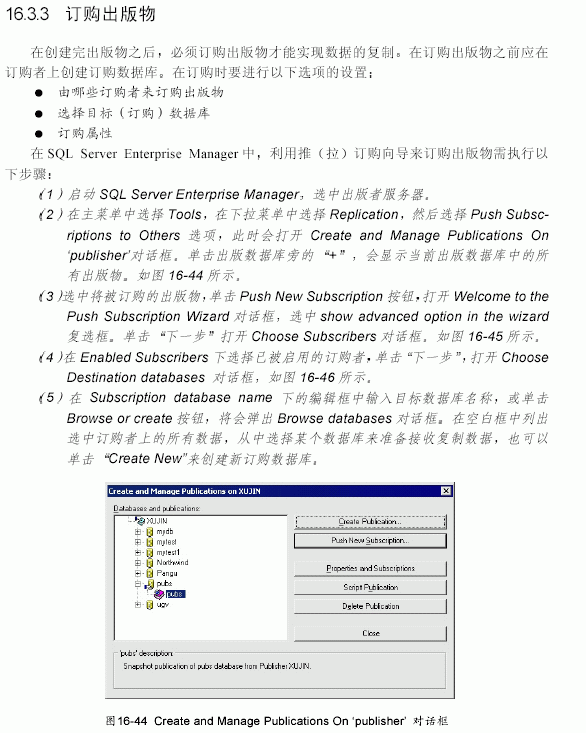 16.3.3 订购出版物
在创建完出版物之后，必须订购出版物才能实现数据的复制。在订购出版物之前应在
订购者上创建订购数据库。在订购时要进行以下选项的设置：
● 由哪些订购者来订购出版物
● 选择目标（订购）数据库
● 订购属性
在 SQL Server Enterprise Manager 中，利用推（拉）订购向导来订购出版物需执行以
下步骤：
（1）启动 SQL Server Enterprise Manager，选中出版者服务器。
（2）在主菜单中选择 Tools，在下拉菜单中选择 Replication，然后选择 Push Subsc-
riptions to Others 选项，此时会打开 Create and Manage Publications On
‘publisher’对话框。单击出版数据库旁的 “+”，会显示当前出版数据库中的所
有出版物。如图 16-44 所示。
（3）选中将被订购的出版物，单击 Push New Subscription 按钮，打开 Welcome to the
Push Subscription Wizard 对话框，选中 show advanced option in the wizard
复选框。单击 “下一步” 打开 Choose Subscribers 对话框。如图 16-45 所示。
（4）在 Enabled Subscribers 下选择已被启用的订购者，单击 “下一步”，打开 Choose
Destination databases 对话框，如图 16-46 所示。
（5）在 Subscription database name 下的编辑框中输入目标数据库名称，或单击
Browse or create 按钮，将会弹出 Browse databases 对话框。在空白框中列出
选中订购者上的所有数据，从中选择某个数据库来准备接收复制数据，也可以
单击 “Create New”来创建新订购数据库。
Create and Manage Publications on XUJIN
Databases and publications:
XUJIN
mydb
mytest
mytest1
Northwind
Pangu
pubs
pubs
ugv
Create Publication...
Push New Subscription...
Properties and Subscriptions
Script Publication
Delete Publication
Close
'pubs' description:
Snapshot publication of pubs database from Publisher XUJIN.
图16-44 Create and Manage Publications On ‘publisher’ 对话框